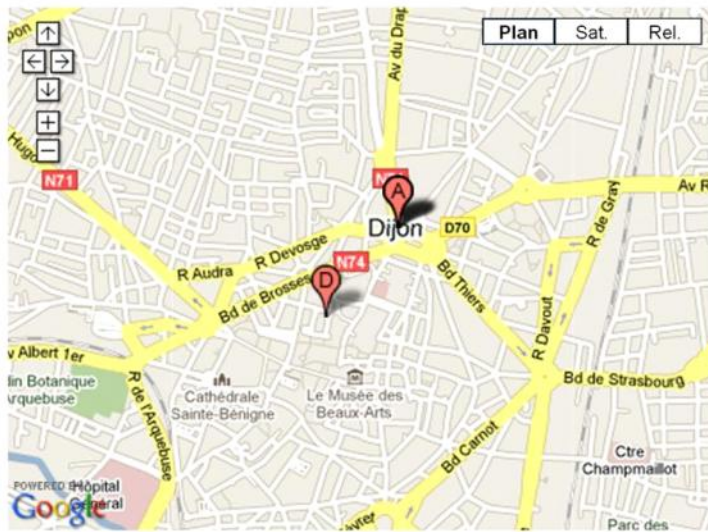 Plan
Sat.
Rel.
Av du Drap
Hugo
N71
A
Dijon
D70
Av R
R de Gray
R Devosge
R Audra
N74
Bd de Brosses
D
Bd Thiers
R Davout
Av Albert 1er
Bd de Strasbourg
din Botanique
Arquebuse
R de l'Arquebuse
Cathédrale
Sainte-Bénigne
Le Musée des
Beaux-Arts
Bd Carnot
Ctre
Champmaillot
POWERED BY
Google
Hôpital
Général
Parc des